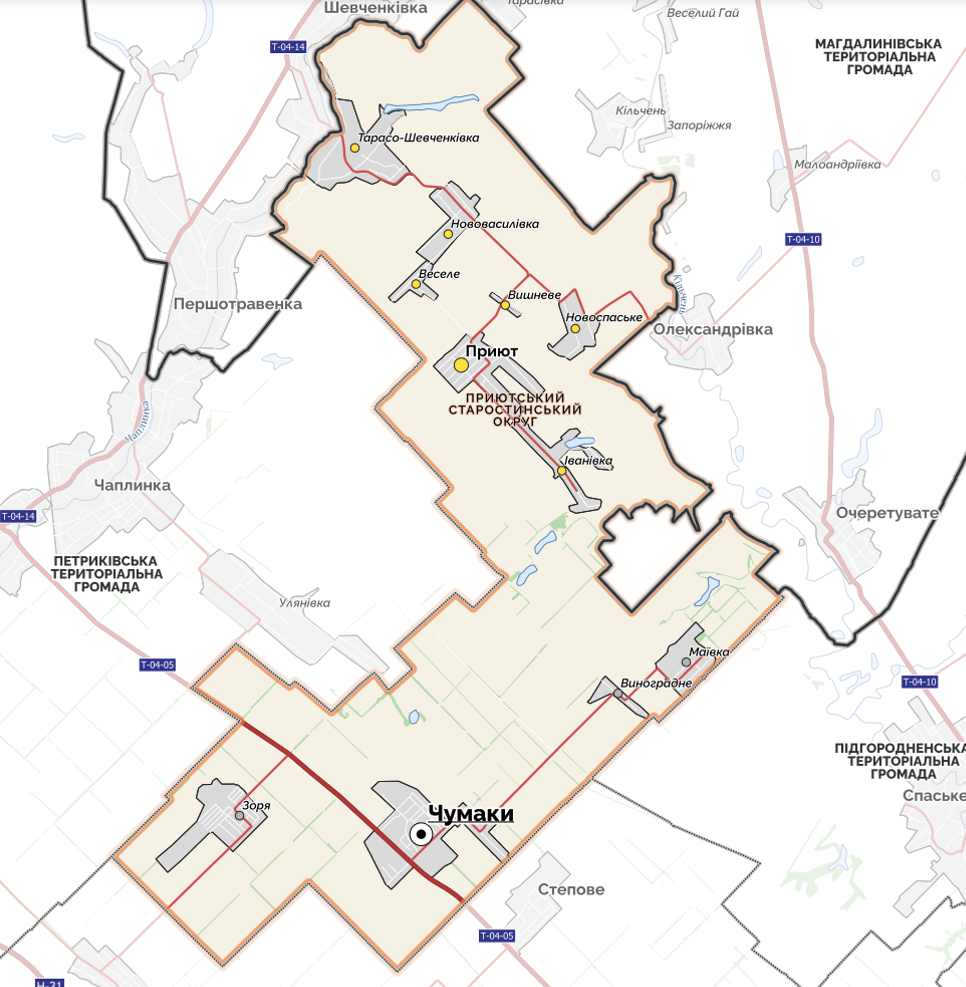 Шевченківка
Тарасівка
Веселий Гай
Т-04-14
МАГДАЛИНІВСЬКА
ТЕРИТОРІАЛЬНА
ГРОМАДА
Кільчень
Запоріжжя
Тарасо-Шевченківка
Малоандріївка
Нововасилівка
Т-04-10
Веселе
Кільчень
Вишневе
Першотравенка
Новоспаське
Олександрівка
Приют
ПРИЮТСЬКИЙ
СТАРОСТИНСЬКИЙ
ОКРУГ
Чаплинка
Іванівка
Чаплинка
Т-04-14
Очеретувате
ПЕТРИКІВСЬКА
ТЕРИТОРІАЛЬНА
ГРОМАДА
Улянівка
Маївка
Т-04-05
Виноградне
Т-04-10
ПІДГОРОДНЕНСЬКА
ТЕРИТОРІАЛЬНА
ГРОМАДА
Спаське
Зоря
Чумаки
Степове
Т-04-05
Н-31